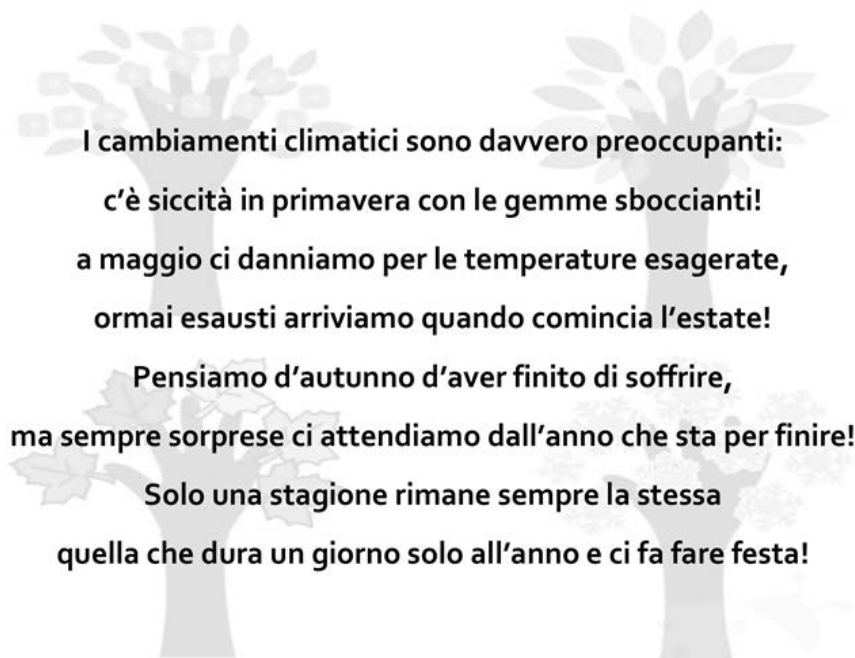 I cambiamenti climatici sono davvero preoccupanti:
c'è siccità in primavera con le gemme sboccianti!
a maggio ci danniamo per le temperature esagerate,
ormai esausti arriviamo quando comincia l'estate!
Pensiamo d'autunno d'aver finito di soffrire,
ma sempre sorprese ci attendiamo dall'anno che sta per finire!
Solo una stagione rimane sempre la stessa
quella che dura un giorno solo all'anno e ci fa fare festa!